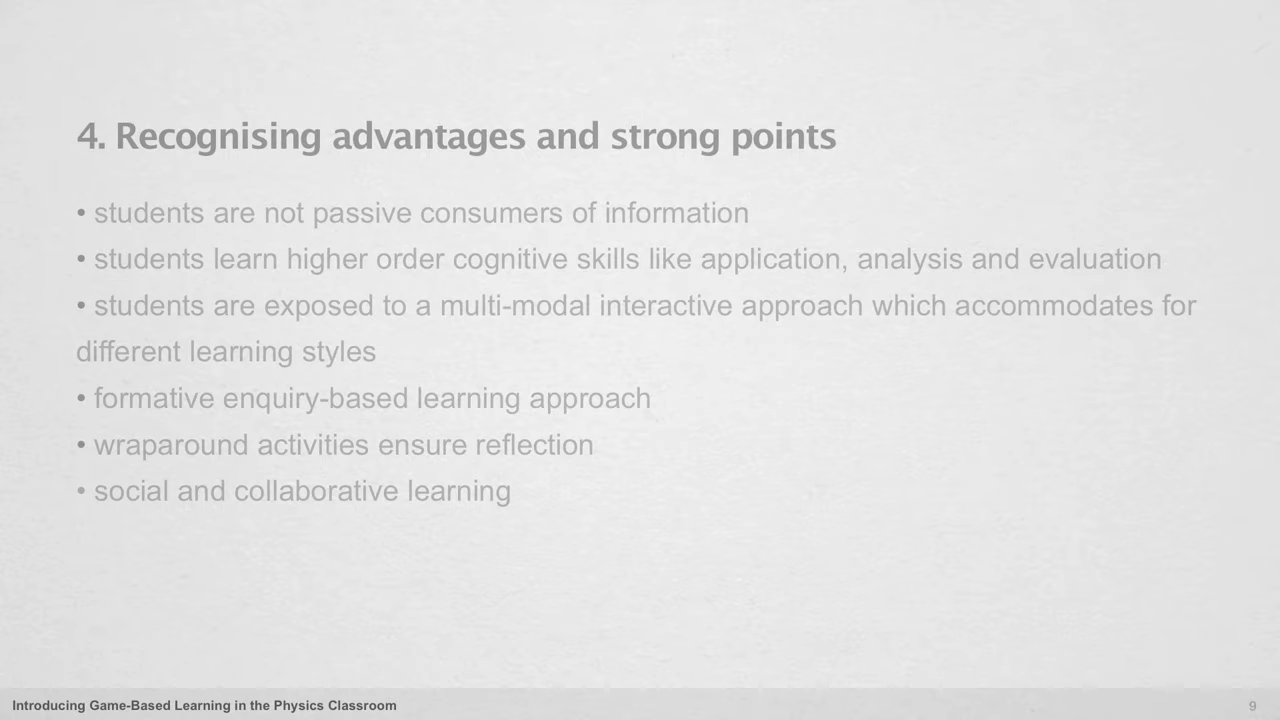 4. Recognising advantages and strong points
• students are not passive consumers of information
• students learn higher order cognitive skills like application, analysis and evaluation
• students are exposed to a multi-modal interactive approach which accommodates for
different learning styles
• formative enquiry-based learning approach
• wraparound activities ensure reflection
• social and collaborative learning
Introducing Game-Based Learning in the Physics Classroom
9